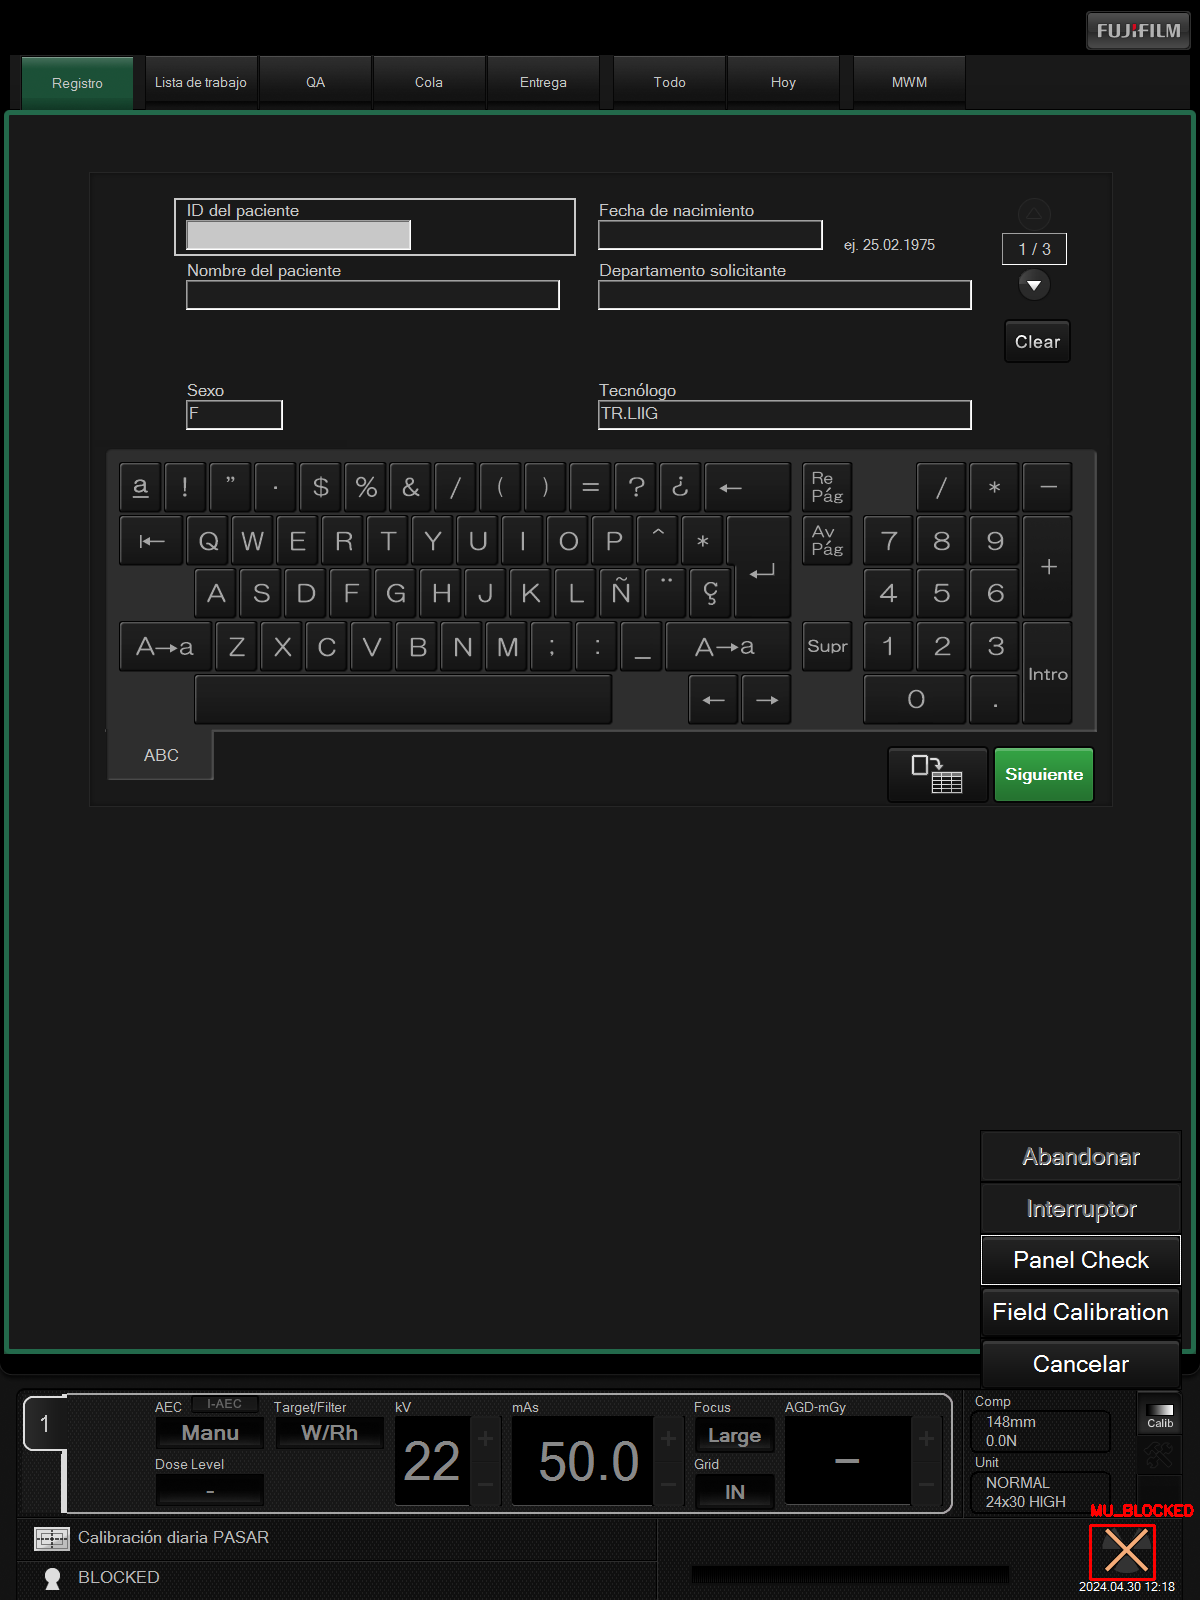 FUJIFILM
Registro
Lista de trabajo
QA
Cola
Entrega
Todo
Hoy
MWM
ID del paciente
Fecha de nacimiento
ej. 25.02.1975
1 / 3
Nombre del paciente
Departamento solicitante
Clear
Sexo
F
Tecnólogo
TR.LIIG
a ! ” · $ % & / ( ) = ? ¿ ← Re Pág / * −
|← Q W E R T Y U I O P ^ * Av Pág 7 8 9 +
A S D F G H J K L Ñ ¨ Ç ↵ 4 5 6
A→a Z X C V B N M ; : _ A→a Supr 1 2 3 Intro
← → 0 .
ABC
Siguiente
Abandonar
Interruptor
Panel Check
Field Calibration
Cancelar
1
AEC I-AEC
Manu
Dose Level
-
Target/Filter
W/Rh
kV
22
+
−
mAs
50.0
+
−
Focus
Large
Grid
IN
AGD-mGy
−
+
−
Comp
148mm
0.0N
Unit
NORMAL
24x30 HIGH
Calib
MU_BLOCKED
Calibración diaria PASAR
BLOCKED
2024.04.30 12:18